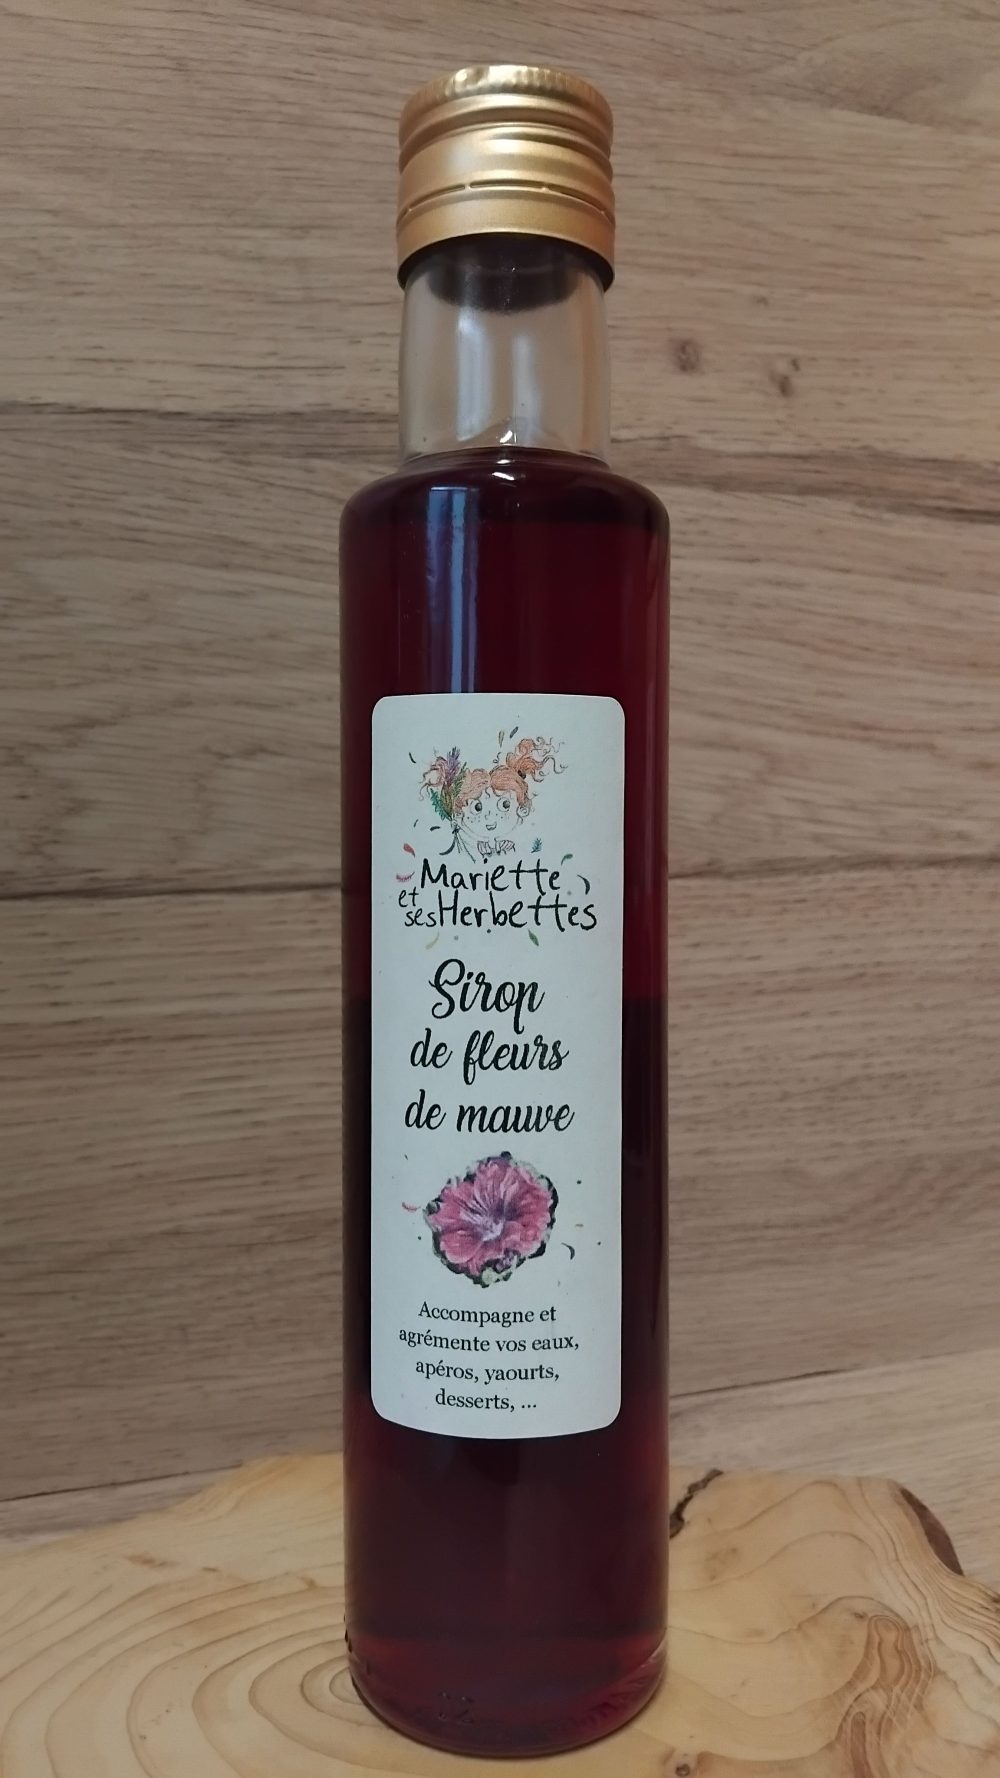 Mariette
et
ses Herbettes
Sirop
de fleurs
de mauve
Accompagne et
agrémente vos eaux,
apéros, yaourts,
desserts, ...